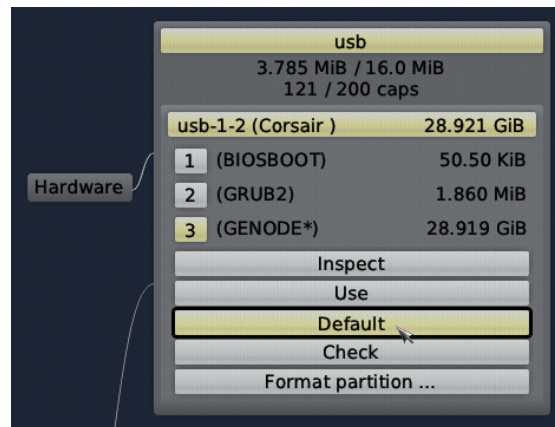 usb
3.785 MiB / 16.0 MiB
121 / 200 caps
usb-1-2 (Corsair ) 28.921 GiB
1 (BIOSBOOT) 50.50 KiB
Hardware
2 (GRUB2) 1.860 MiB
3 (GENODE*) 28.919 GiB
Inspect
Use
Default
Check
Format partition ...